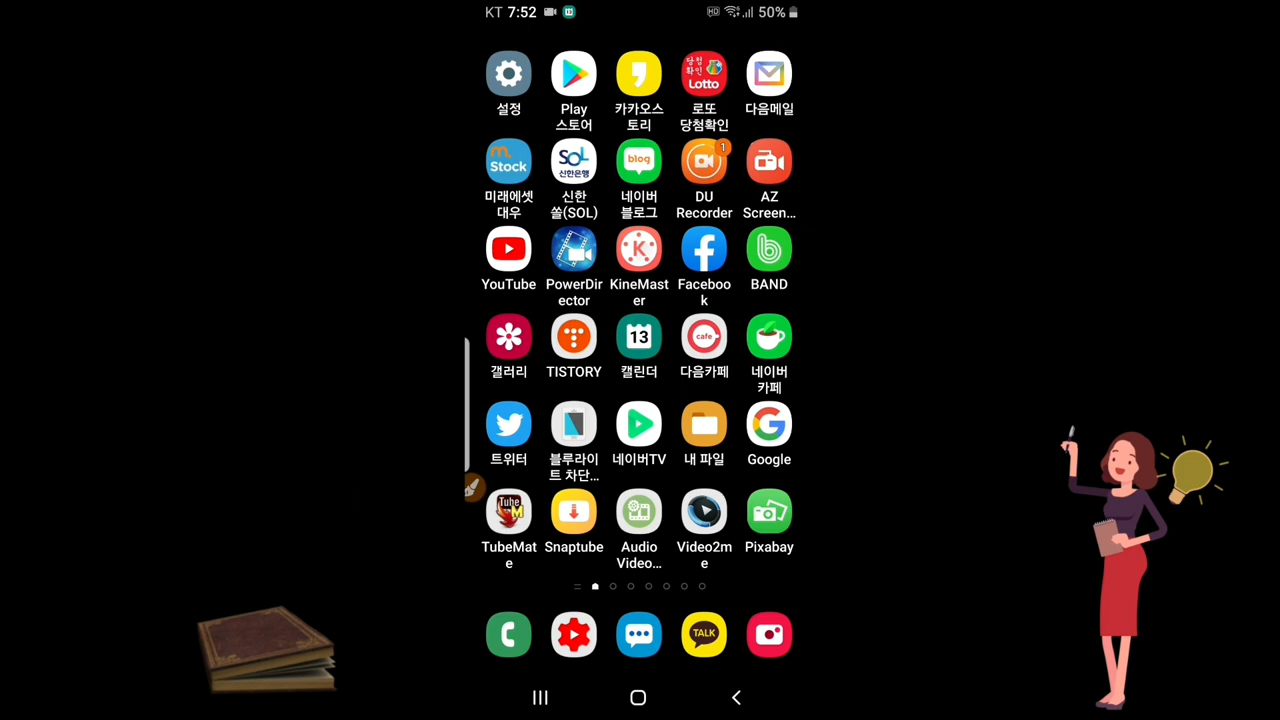 KT 7:52
HD 50%
당첨
확인
Lotto
설정
Play
스토어
카카오스
토리
로또
당첨확인
다음메일
m.
Stock
SOL
신한은행
blog
1
미래에셋
대우
신한
쏠(SOL)
네이버
블로그
DU
Recorder
AZ
Screen...
K
YouTube
PowerDir
ector
KineMast
er
Faceboo
k
BAND
13
cafe
갤러리
TISTORY
캘린더
다음카페
네이버
카페
트위터
블루라이
트 차단...
네이버TV
내 파일
Google
Tube
M
TubeMat
e
Snaptube
Audio
Video...
Video2m
e
Pixabay
TALK